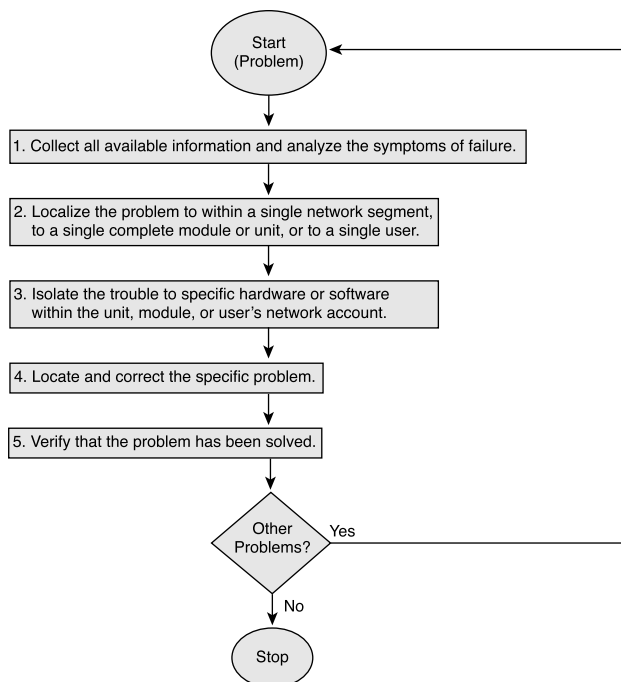 Start
(Problem)
1. Collect all available information and analyze the symptoms of failure.
2. Localize the problem to within a single network segment,
to a single complete module or unit, or to a single user.
3. Isolate the trouble to specific hardware or software
within the unit, module, or user’s network account.
4. Locate and correct the specific problem.
5. Verify that the problem has been solved.
Other
Problems?
Yes
No
Stop